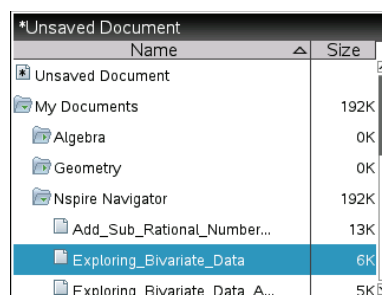 *Unsaved Document
Name Size
Unsaved Document
My Documents 192K
Algebra 0K
Geometry 0K
Nspire Navigator 192K
Add_Sub_Rational_Number... 13K
Exploring_Bivariate_Data 6K
Exploring_Bivariate_Data_A... 5K